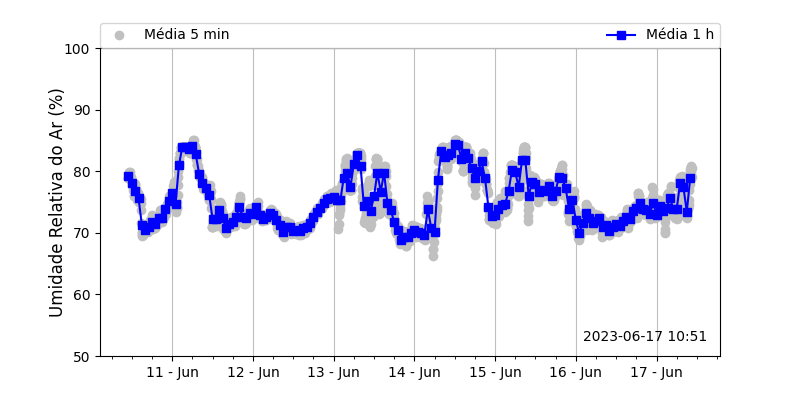 Média 5 min
Média 1 h
Umidade Relativa do Ar (%)
100
90
80
70
60
50
2023-06-17 10:51
11 - Jun
12 - Jun
13 - Jun
14 - Jun
15 - Jun
16 - Jun
17 - Jun